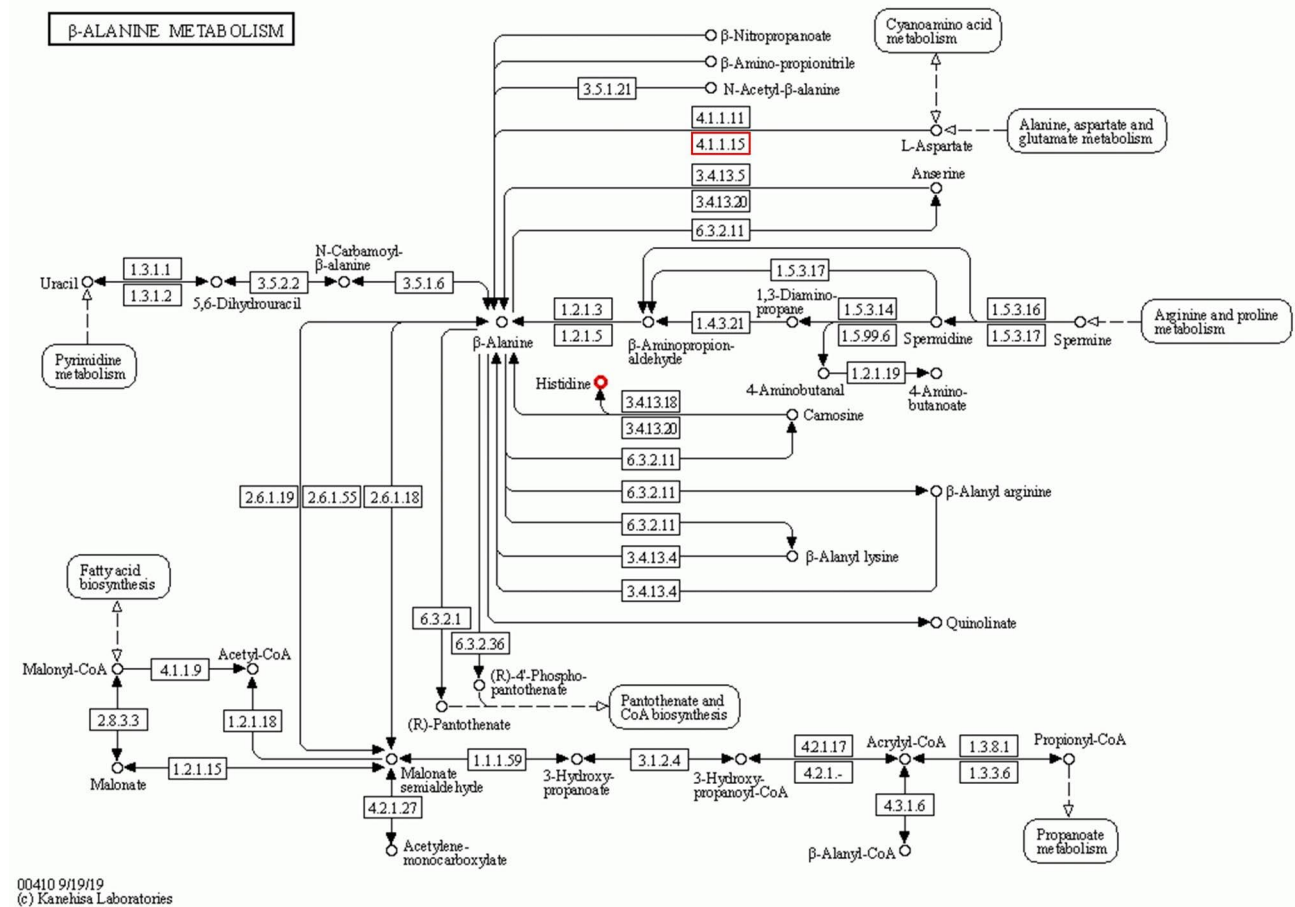 β-ALANINE METABOLISM
β-Nitropropanoate
β-Amino-propionitrile
3.5.1.21
N-Acetyl-β-alanine
Cyanoamino acid
metabolism
4.1.1.11
4.1.1.15
L-Aspartate
Alanine, aspartate and
glutamate metabolism
3.4.13.5
Anserine
3.4.13.20
6.3.2.11
Uracil
1.3.1.1
1.3.1.2
5,6-Dihydrouracil
3.5.2.2
N-Carbamoyl-
β-alanine
3.5.1.6
Pyrimidine
metabolism
β-Alanine
1.2.1.3
1.2.1.5
β-Aminopropion-
aldehyde
1.4.3.21
1.5.3.17
1,3-Diamino-
propane
1.5.3.14
1.5.99.6
Spermidine
1.5.3.16
1.5.3.17
Spermine
Arginine and proline
metabolism
4-Aminobutanal
1.2.1.19
4-Amino-
butanoate
Histidine
3.4.13.18
3.4.13.20
Carnosine
6.3.2.11
6.3.2.11
β-Alanyl arginine
6.3.2.11
3.4.13.4
β-Alanyl lysine
3.4.13.4
2.6.1.19
2.6.1.55
2.6.1.18
Quinolinate
6.3.2.1
6.3.2.36
(R)-4'-Phospho-
pantothenate
(R)-Pantothenate
Pantothenate and
CoA biosynthesis
Fatty acid
biosynthesis
Malonyl-CoA
4.1.1.9
Acetyl-CoA
2.8.3.3
1.2.1.18
Malonate
1.2.1.15
Malonate
semialdehyde
1.1.1.59
3-Hydroxy-
propanoate
3.1.2.4
3-Hydroxy-
propanoyl-CoA
4.2.1.17
4.2.1.-
Acrylyl-CoA
1.3.8.1
1.3.3.6
Propionyl-CoA
4.2.1.27
Acetylene-
monocarboxylate
4.3.1.6
β-Alanyl-CoA
Propanoate
metabolism
00410 9/19/19
(c) Kanehisa Laboratories